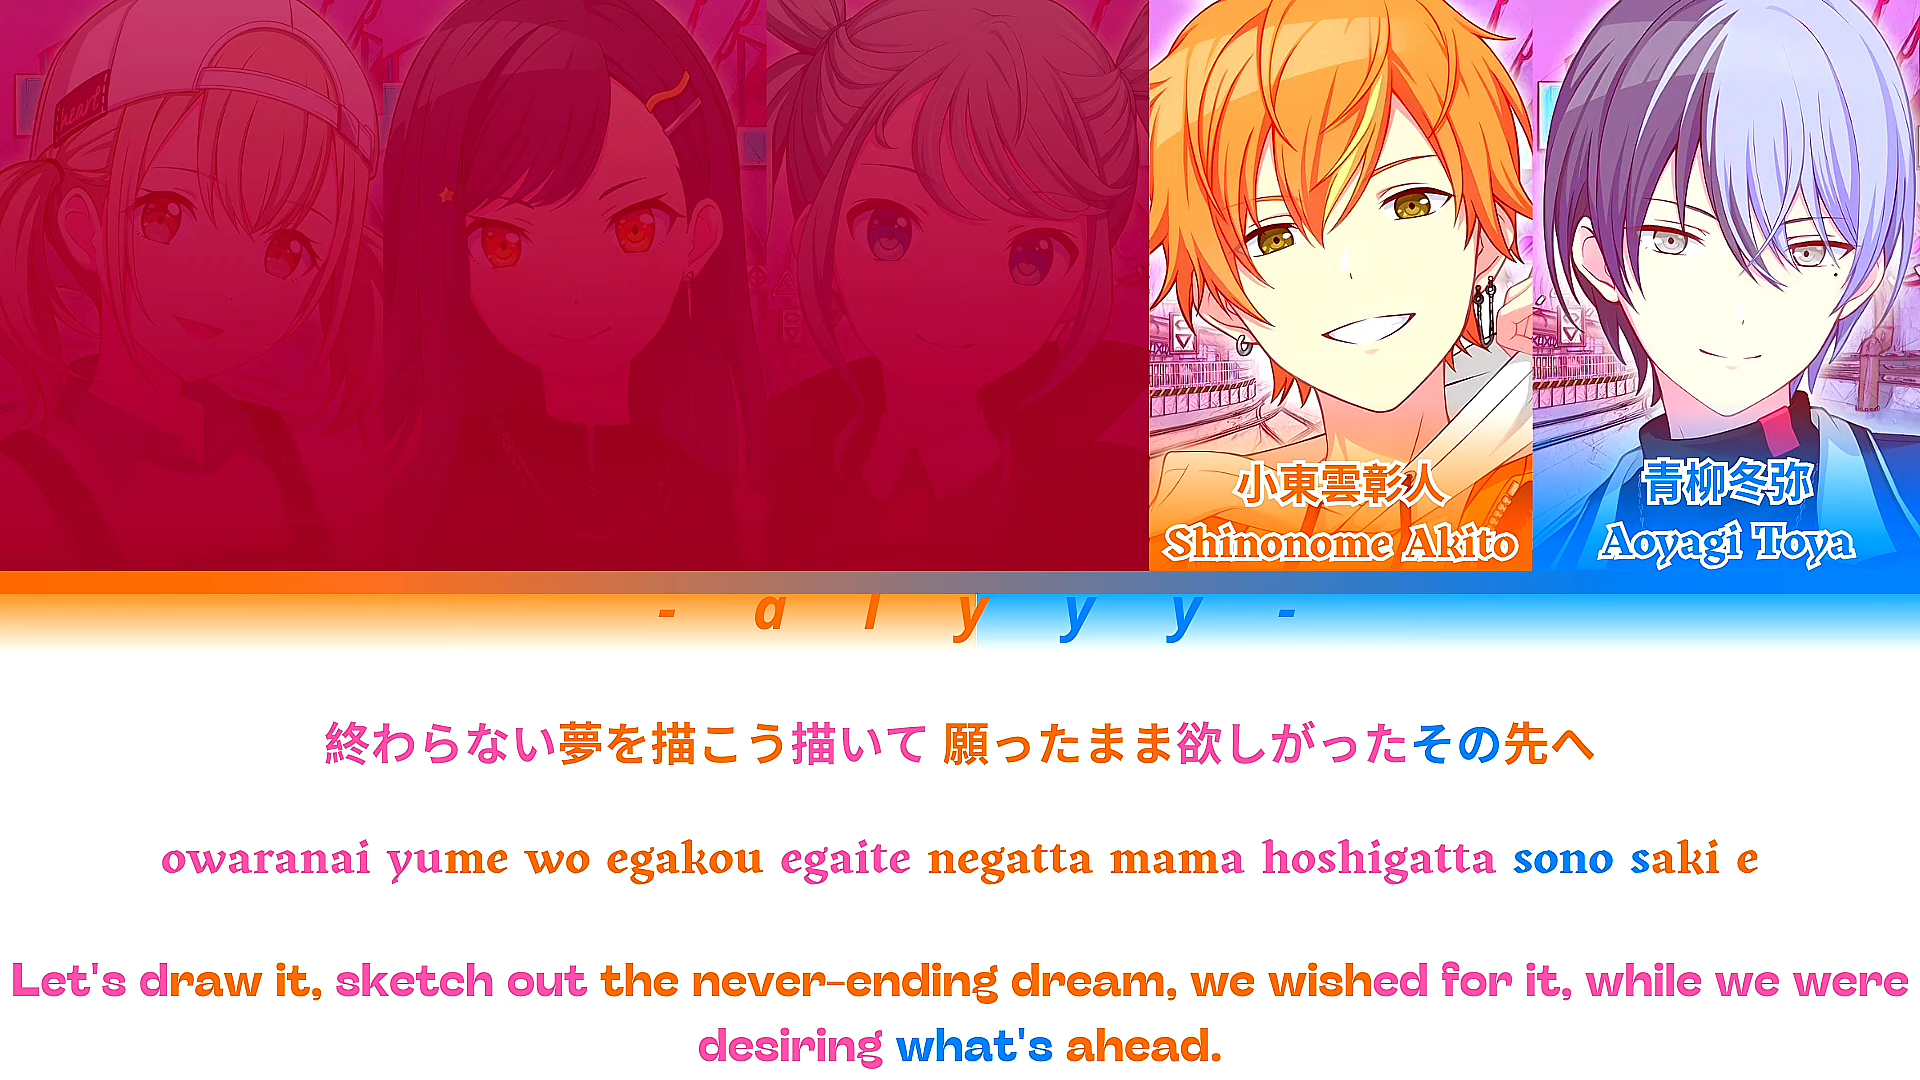 heart
小東雲彰人
Shinonome Akito
青柳冬弥
Aoyagi Toya
- a l y y y -
終わらない夢を描こう描いて 願ったまま欲しがったその先へ
owaranai yume wo egakou egaite negatta mama hoshigatta sono saki e
Let's draw it, sketch out the never-ending dream, we wished for it, while we were
desiring what's ahead.